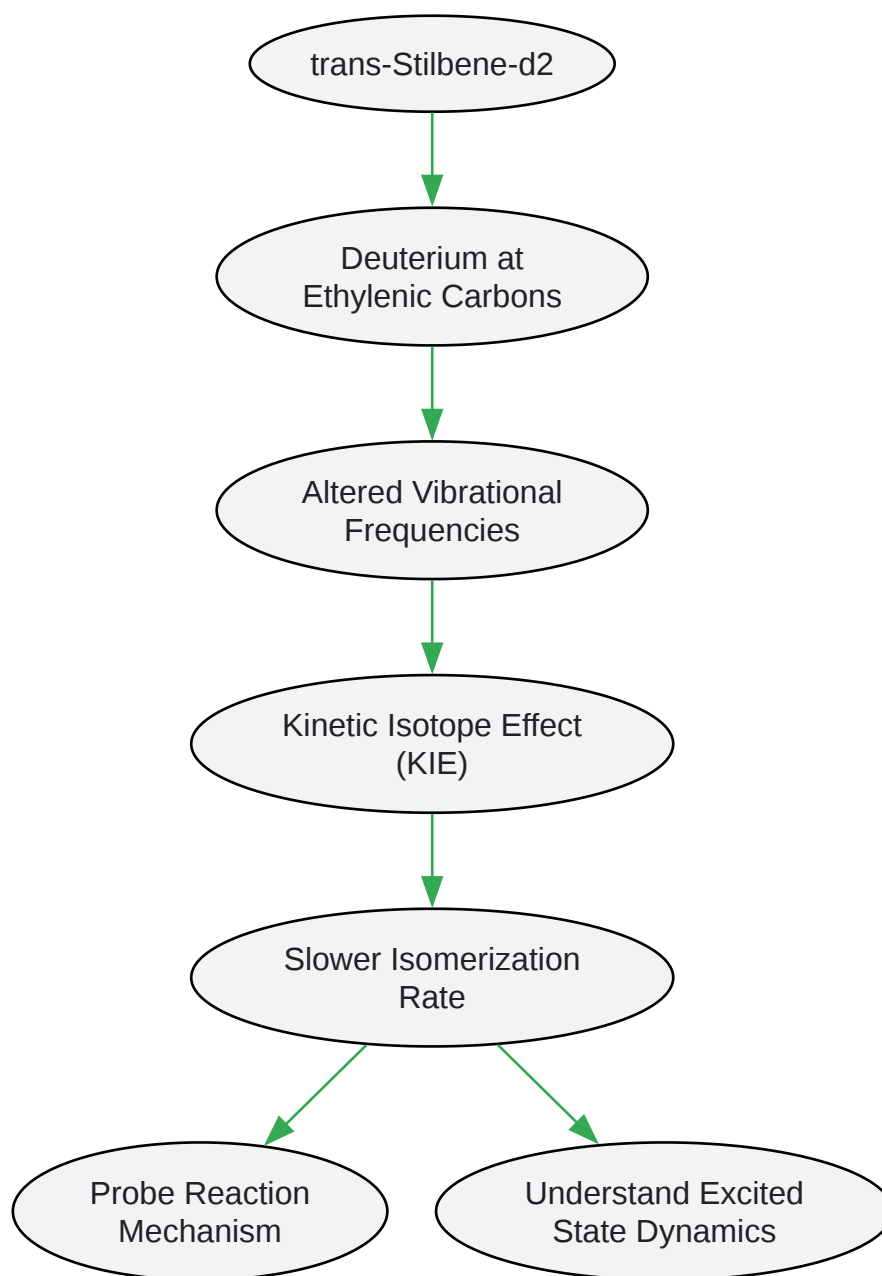 trans-Stilbene-d2
Deuterium at
Ethylenic Carbons
Altered Vibrational
Frequencies
Kinetic Isotope Effect
(KIE)
Slower Isomerization
Rate
Probe Reaction
Mechanism
Understand Excited
State Dynamics